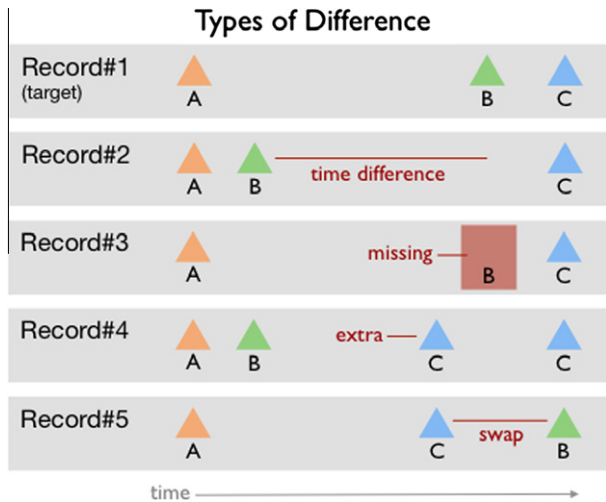 Types of Difference
Record#1
(target)
A B C
Record#2
A B C
time difference
Record#3
missing
A B C
Record#4
extra
A B C C
Record#5
A C B
swap
time